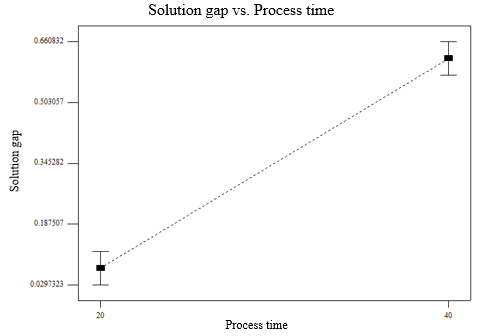 Solution gap vs. Process time
0.660832
0.503057
0.345282
0.187507
0.0297323
Solution gap
20
40
Process time